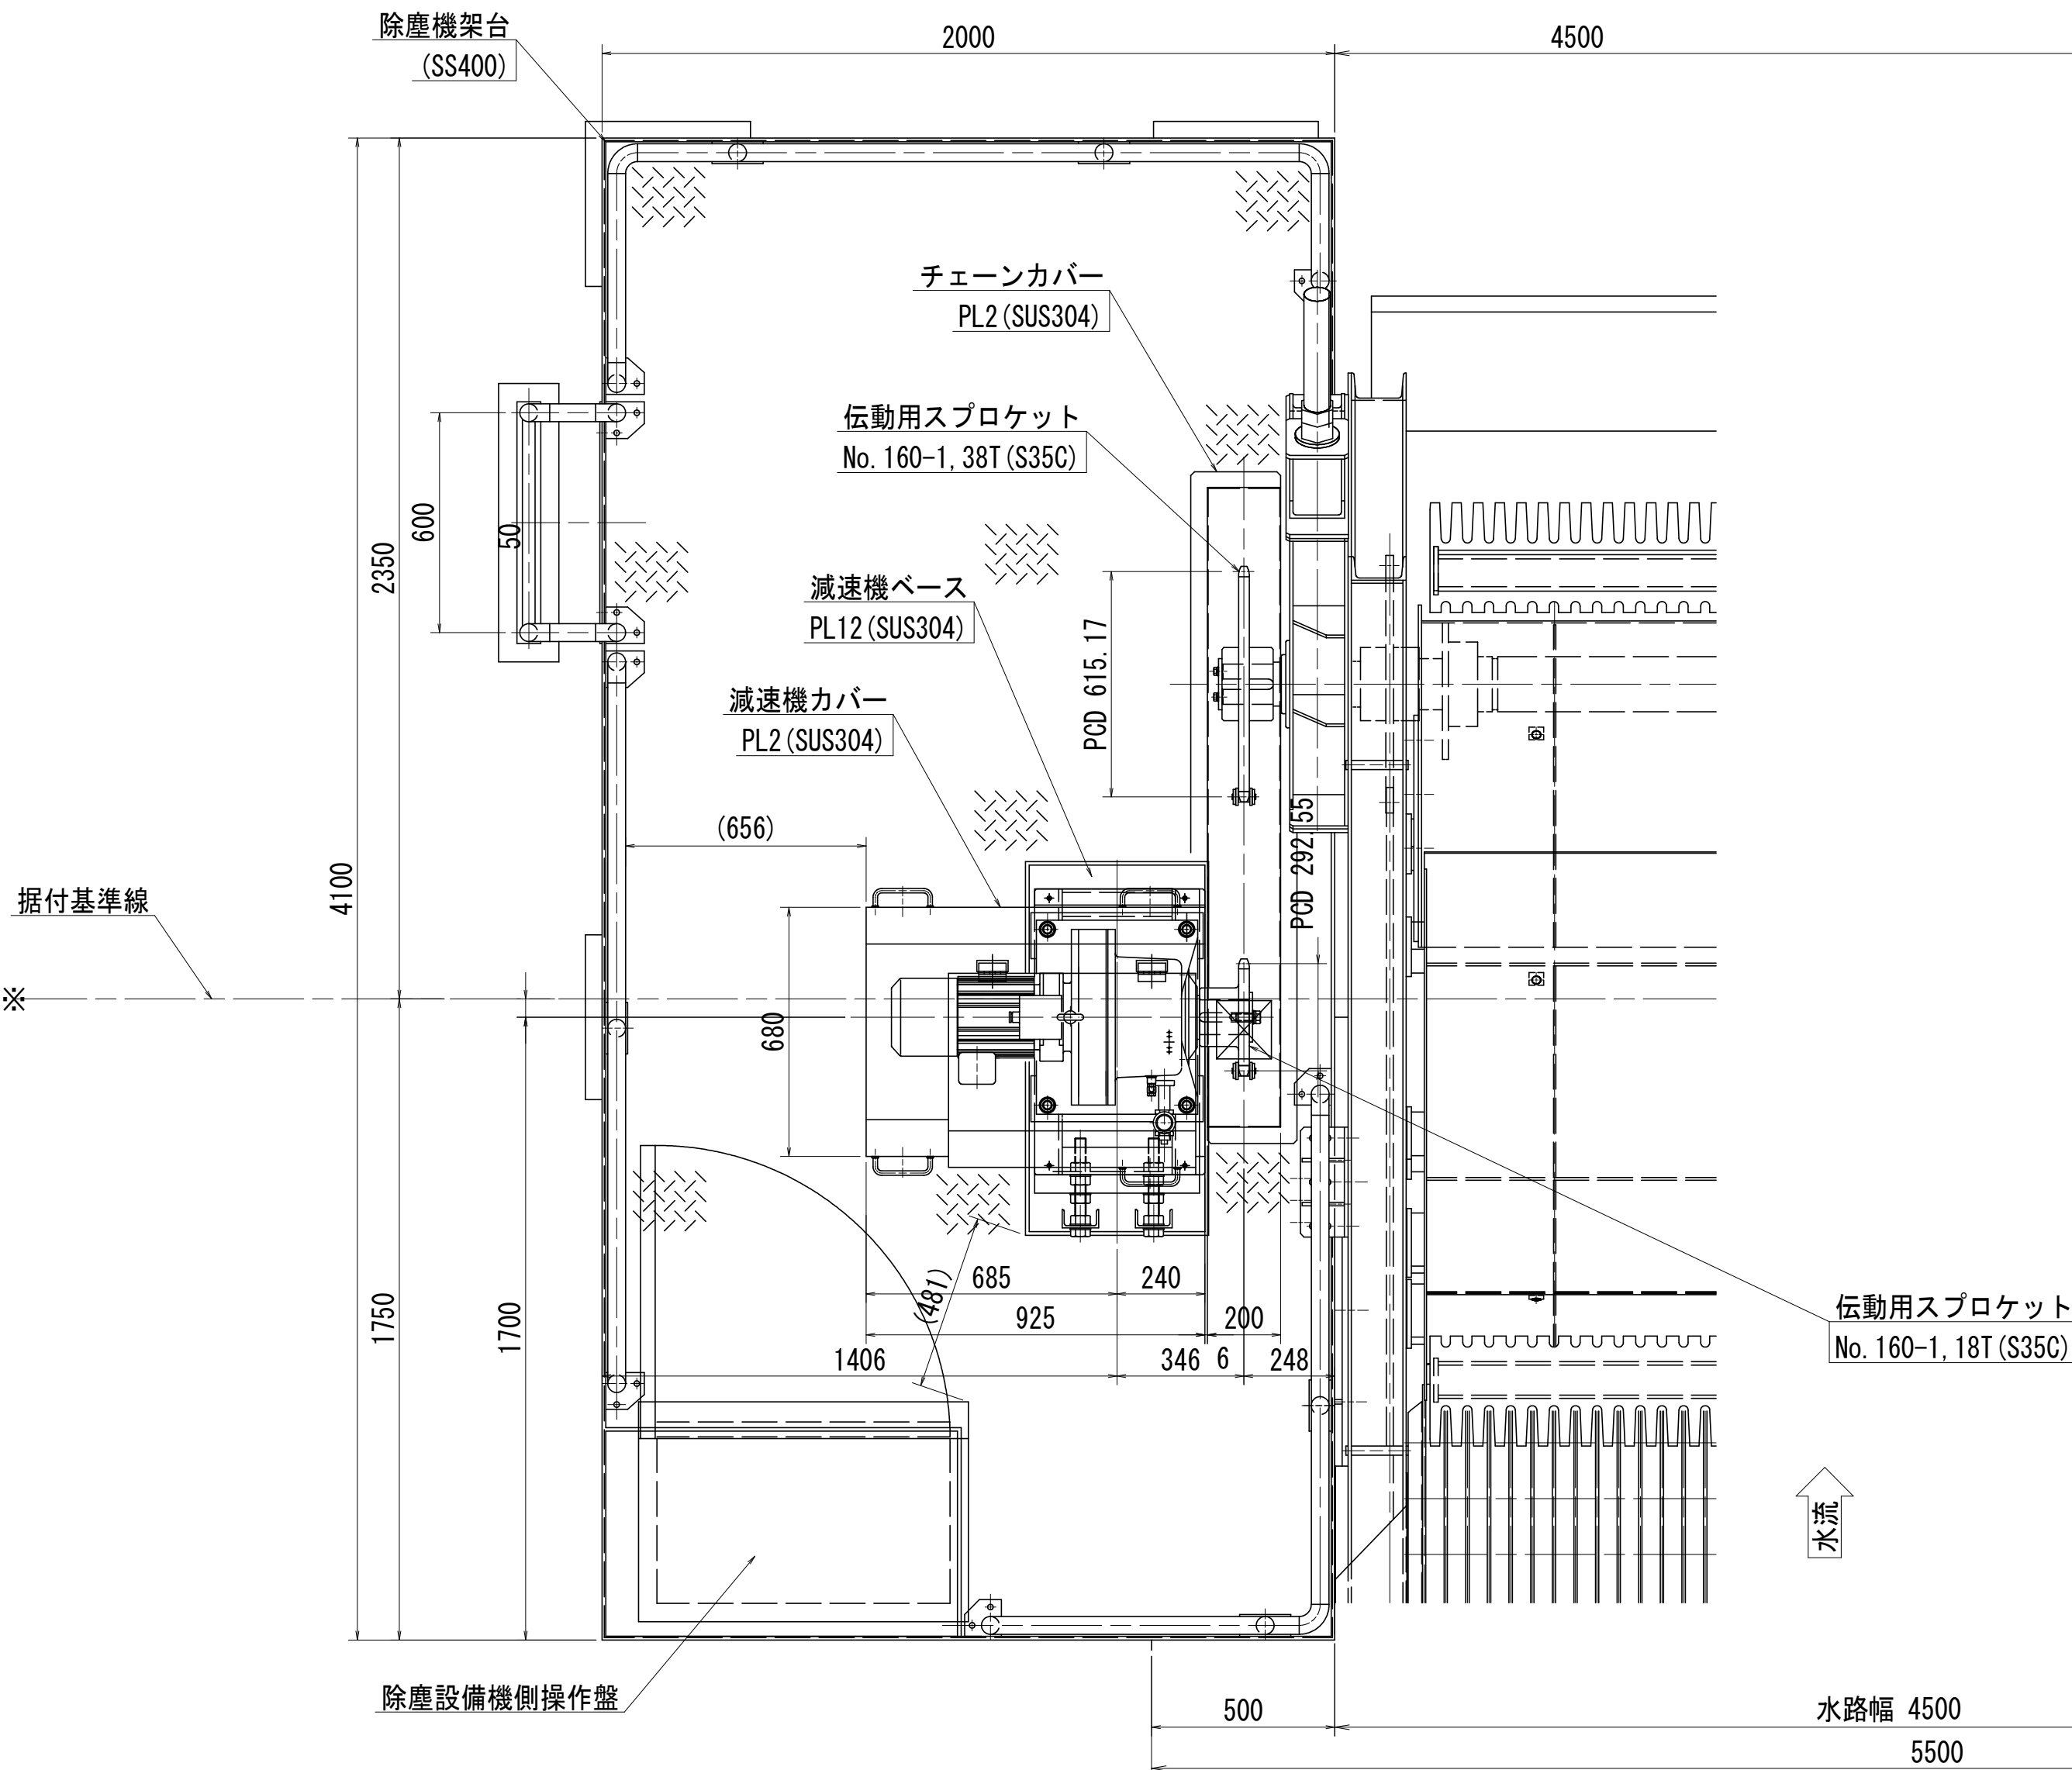 除塵機架台
(SS400)
2000
4500
チェーンカバー
PL2(SUS304)
伝動用スプロケット
No.160-1,38T(S35C)
600
50
2350
減速機ベース
PL12(SUS304)
PCD 615.17
減速機カバー
PL2(SUS304)
(656)
PCD 292.55
4100
据付基準線
※
680
685
240
(481)
925
200
1406
346
6
248
1750
1700
伝動用スプロケット
No.160-1,18T(S35C)
水流
除塵設備機側操作盤
500
水路幅 4500
5500